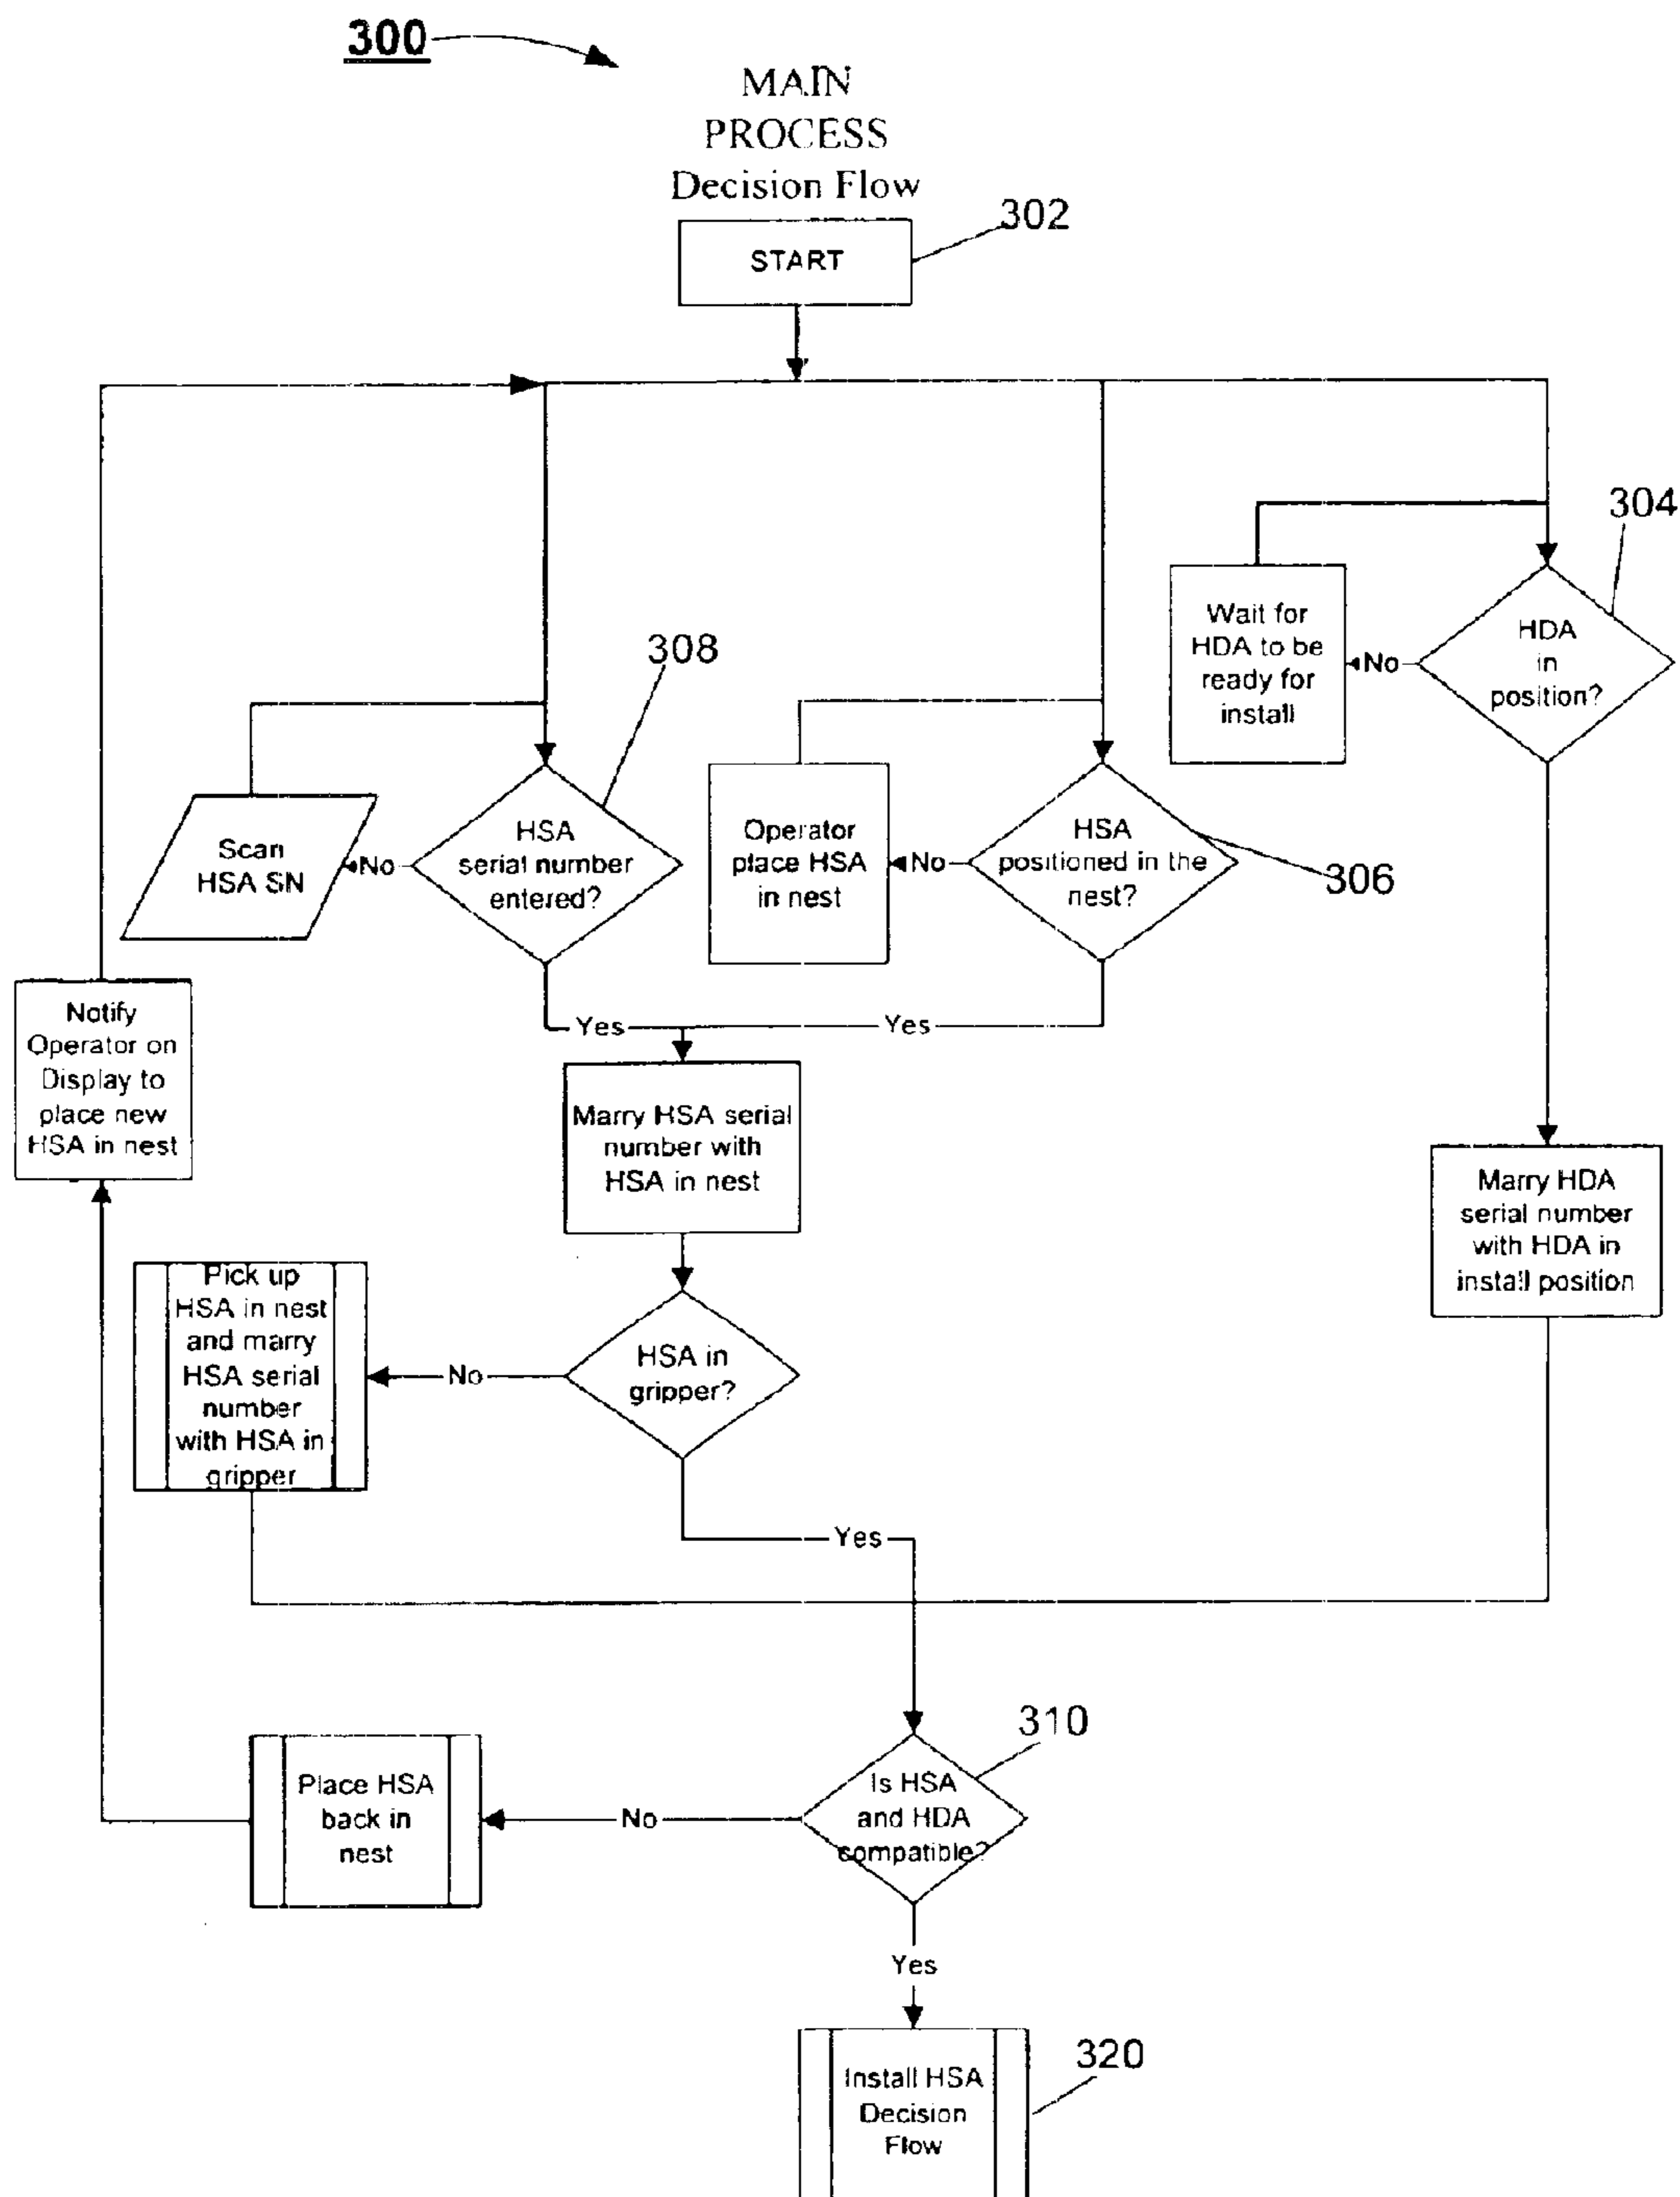 300
MAIN
PROCESS
Decision Flow
302
START
304
Wait for
HDA to be
ready for
install
No
HDA
in
position?
308
Scan
HSA SN
No
HSA
serial number
entered?
Operator
place HSA
in nest
No
HSA
positioned in the
nest?
306
Notify
Operator on
Display to
place new
HSA in nest
Yes
Yes
Marry HSA serial
number with
HSA in nest
Marry HDA
serial number
with HDA in
install position
Pick up
HSA in nest
and marry
HSA serial
number
with HSA in
gripper
No
HSA in
gripper?
Yes
310
Place HSA
back in
nest
No
Is HSA
and HDA
compatible?
Yes
320
Install HSA
Decision
Flow